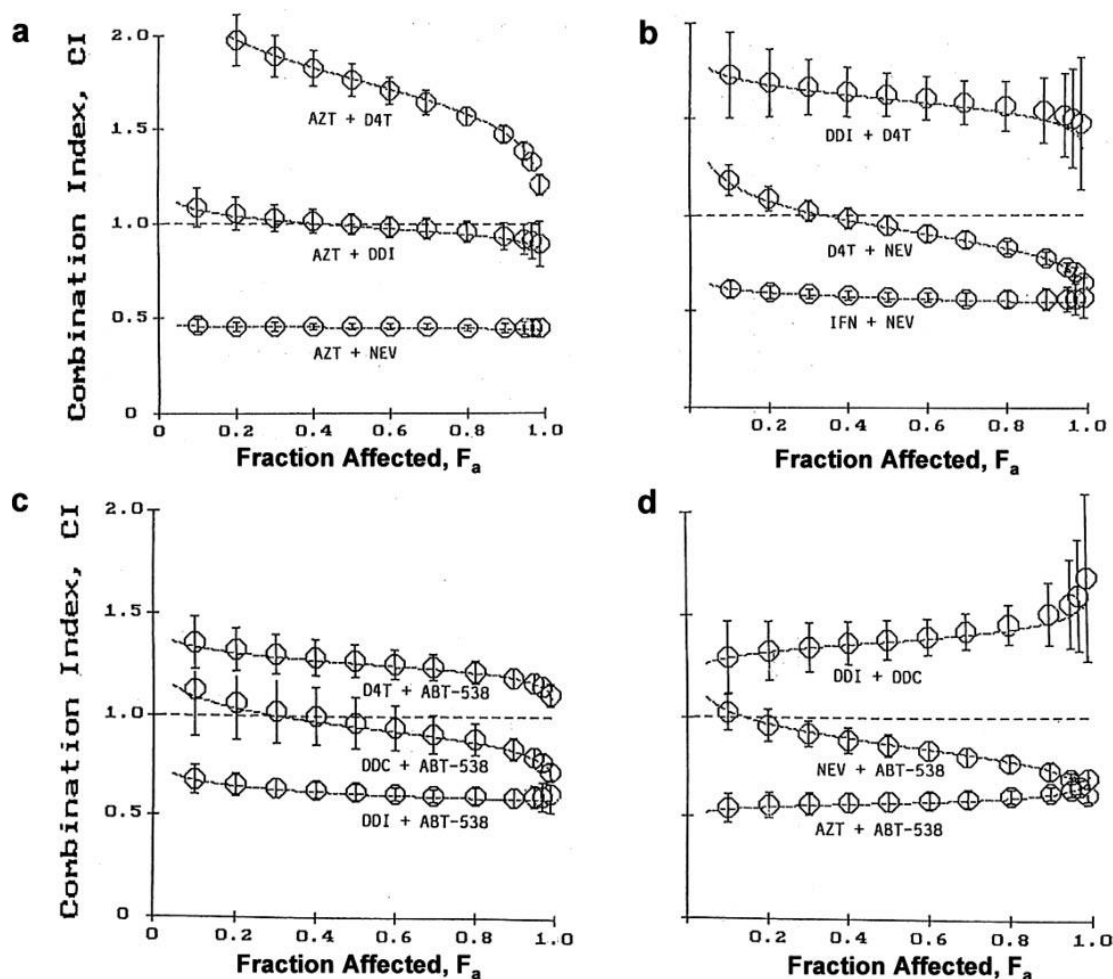 a
Combination Index, CI
2.0
1.5
1.0
0.5
0
AZT + D4T
AZT + DDI
AZT + NEV
0 0.2 0.4 0.6 0.8 1.0
Fraction Affected, Fa
b
DDI + D4T
D4T + NEV
IFN + NEV
0.2 0.4 0.6 0.8 1.0
Fraction Affected, Fa
c
Combination Index, CI
2.0
1.5
1.0
0.5
0
D4T + ABT-538
DDC + ABT-538
DDI + ABT-538
0 0.2 0.4 0.6 0.8 1.0
Fraction Affected, Fa
d
DDI + DDC
NEV + ABT-538
AZT + ABT-538
0.2 0.4 0.6 0.8 1.0
Fraction Affected, Fa